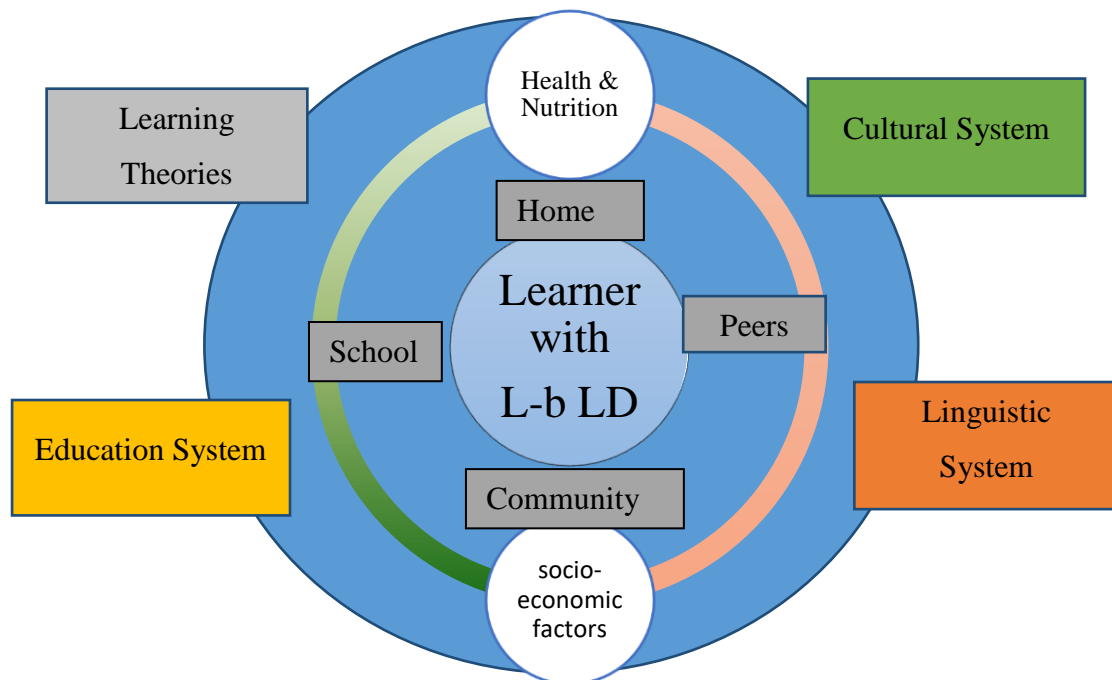 Health &
Nutrition
Learning
Theories
Cultural System
Home
Learner
with
L-b LD
School
Peers
Education System
Linguistic
System
Community
socio-
economic
factors